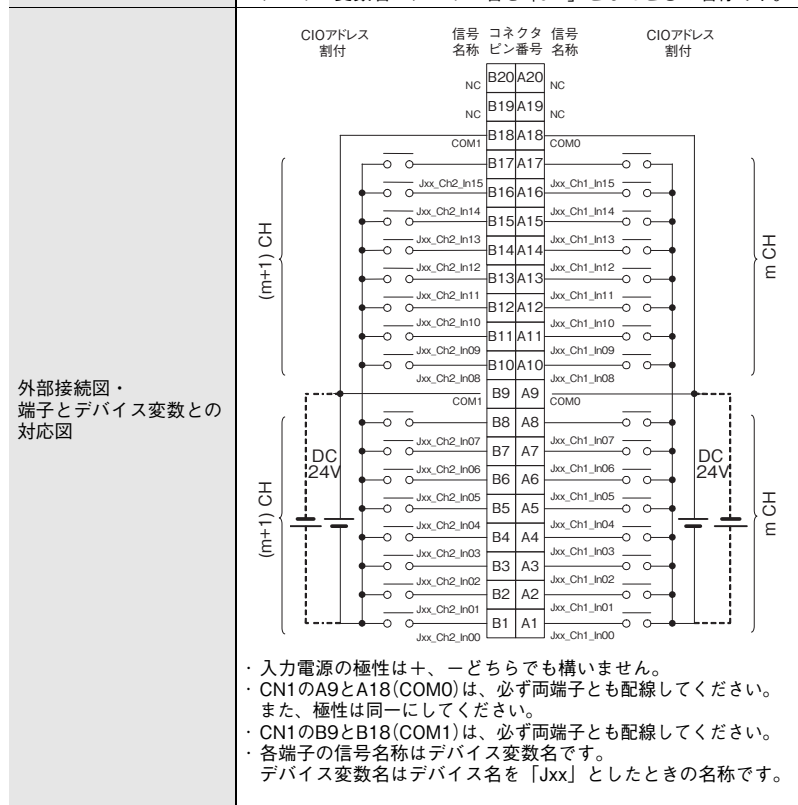 CIOアドレス 割付
信号 名称
コネクタ ピン番号
信号 名称
CIOアドレス 割付
NC B20 A20 NC
NC B19 A19 NC
COM1 B18 A18 COM0
Jxx_Ch2_In15 B17 A17 Jxx_Ch1_In15
Jxx_Ch2_In14 B16 A16 Jxx_Ch1_In14
Jxx_Ch2_In13 B15 A15 Jxx_Ch1_In13
Jxx_Ch2_In12 B14 A14 Jxx_Ch1_In12
Jxx_Ch2_In11 B13 A13 Jxx_Ch1_In11
Jxx_Ch2_In10 B12 A12 Jxx_Ch1_In10
Jxx_Ch2_In09 B11 A11 Jxx_Ch1_In09
Jxx_Ch2_In08 B10 A10 Jxx_Ch1_In08
(m+1) CH
m CH
COM1 B9 A9 COM0
Jxx_Ch2_In07 B8 A8 Jxx_Ch1_In07
Jxx_Ch2_In06 B7 A7 Jxx_Ch1_In06
Jxx_Ch2_In05 B6 A6 Jxx_Ch1_In05
Jxx_Ch2_In04 B5 A5 Jxx_Ch1_In04
Jxx_Ch2_In03 B4 A4 Jxx_Ch1_In03
Jxx_Ch2_In02 B3 A3 Jxx_Ch1_In02
Jxx_Ch2_In01 B2 A2 Jxx_Ch1_In01
Jxx_Ch2_In00 B1 A1 Jxx_Ch1_In00
DC
24V
DC
24V
(m+1) CH
m CH
外部接続図・
端子とデバイス変数との
対応図
・入力電源の極性は＋、－どちらでも構いません。
・CN1のA9とA18(COM0)は、必ず両端子とも配線してください。
また、極性は同一にしてください。
・CN1のB9とB18(COM1)は、必ず両端子とも配線してください。
・各端子の信号名称はデバイス変数名です。
デバイス変数名はデバイス名を「Jxx」としたときの名称です。